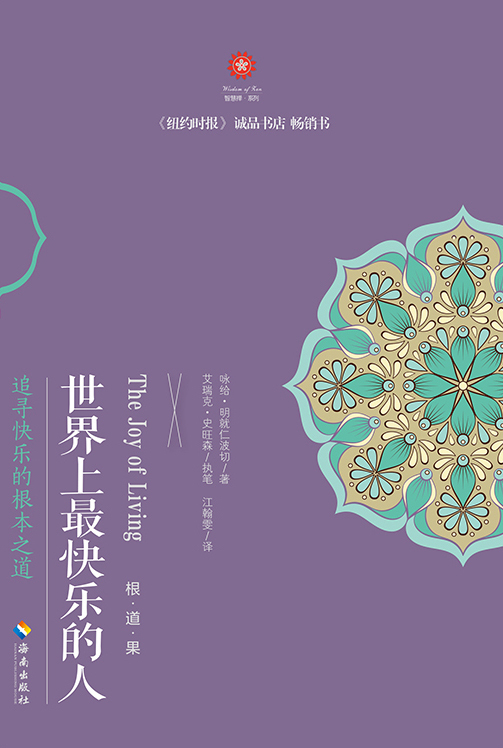 Wisdom of Zen
智慧禅·系列
《纽约时报》 诚品书店 畅销书
咏给·明就仁波切/著
艾瑞克·史旺森/执笔 江翰雯/译
The Joy of Living
根·道·果
世界上最快乐的人
追寻快乐的根本之道
海南出版社